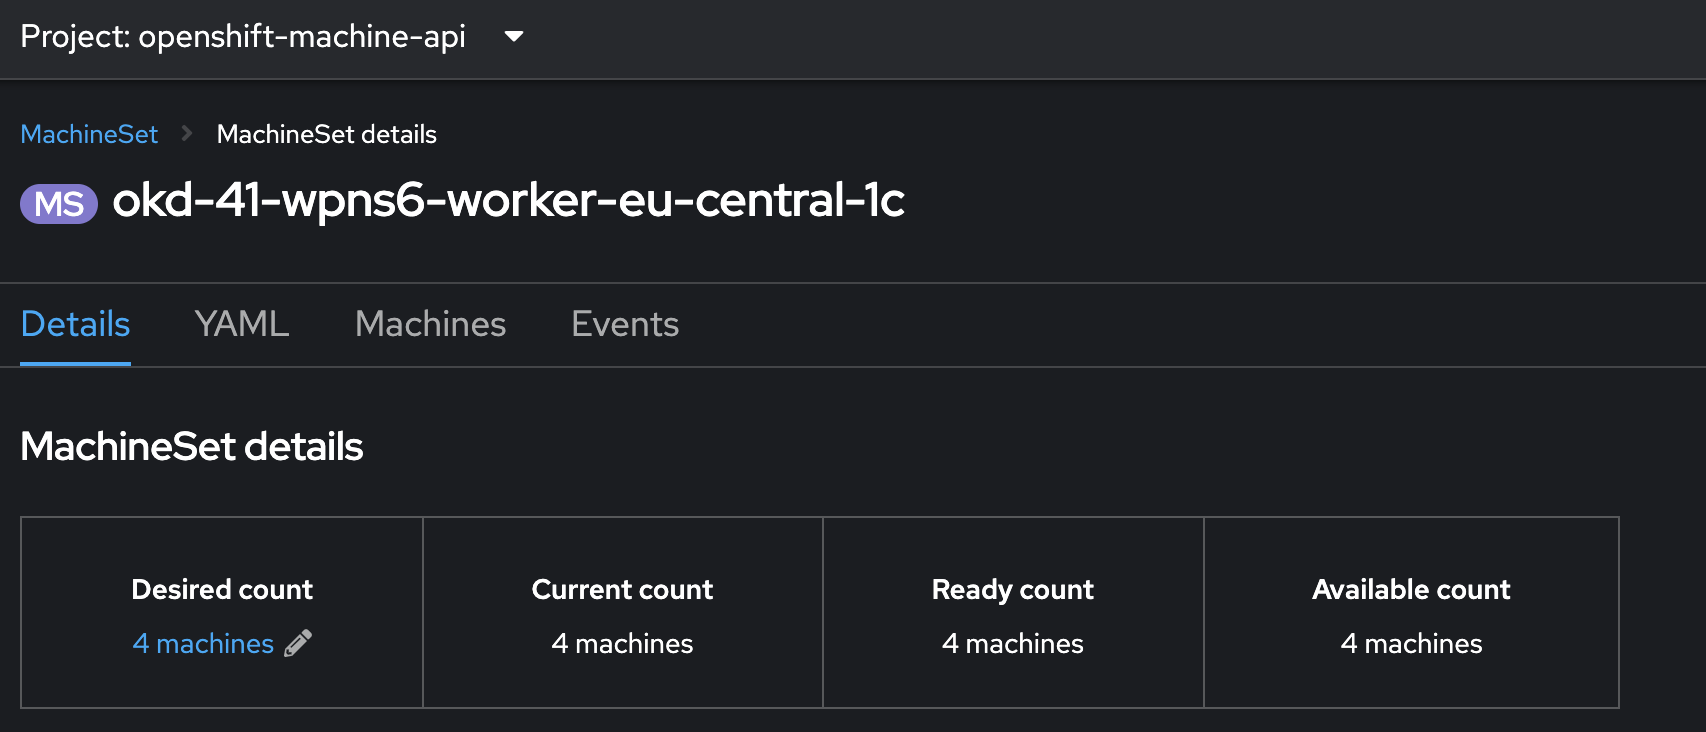 Project: openshift-machine-api
MachineSet MachineSet details
MS okd-41-wpns6-worker-eu-central-1c
Details YAML Machines Events
MachineSet details
Desired count Current count Ready count Available count
4 machines 4 machines 4 machines 4 machines